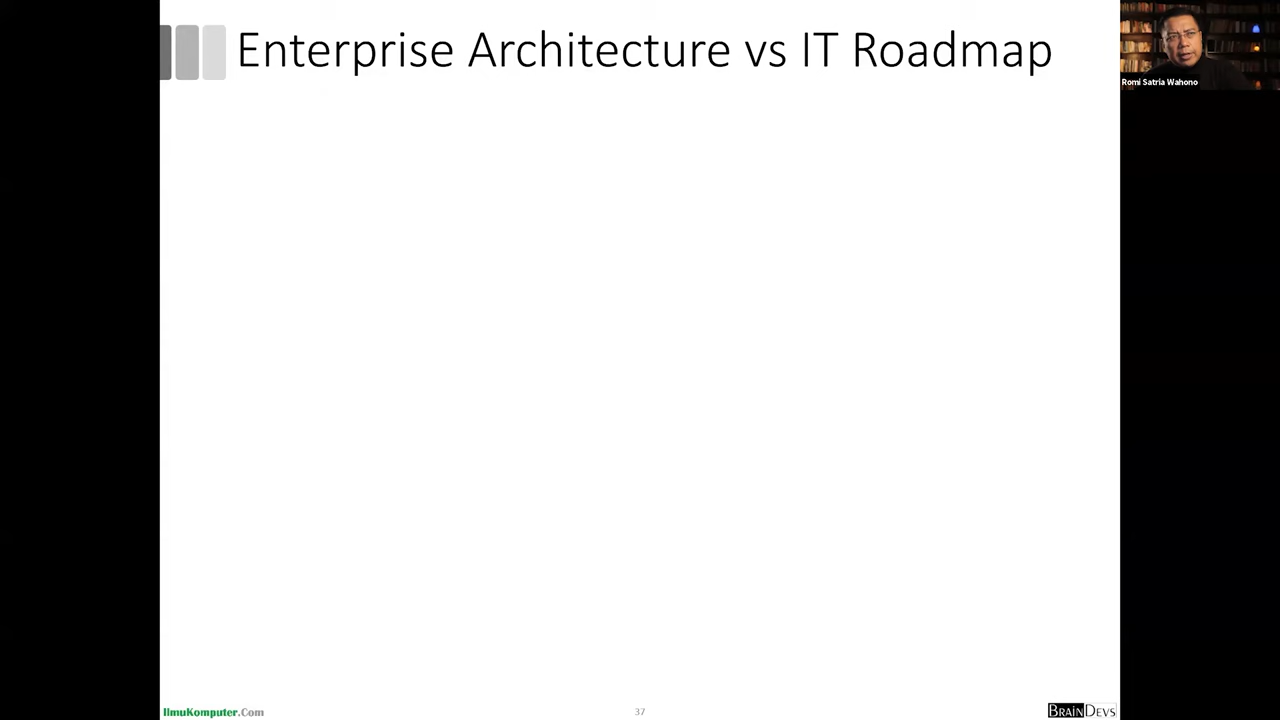 Enterprise Architecture vs IT Roadmap
Romi Satria Wahono
IlmuKomputer.Com
37
BRAINDEVS